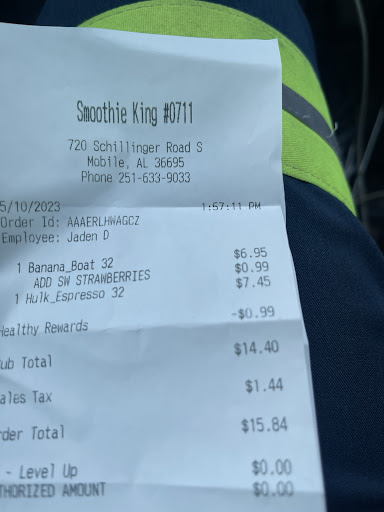 Smoothie King #0711
720 Schillinger Road S
Mobile, AL 36695
Phone 251-633-9033
5/10/2023 1:57:11 PM
Order Id: AAAERLHWAGCZ
Employee: Jaden D
1 Banana_Boat 32 $6.95
ADD SW STRAWBERRIES $0.99
1 Hulk_Espresso 32 $7.45
Healthy Rewards -$0.99
ub Total $14.40
ales Tax $1.44
rder Total $15.84
- Level Up $0.00
THORIZED AMOUNT $0.00